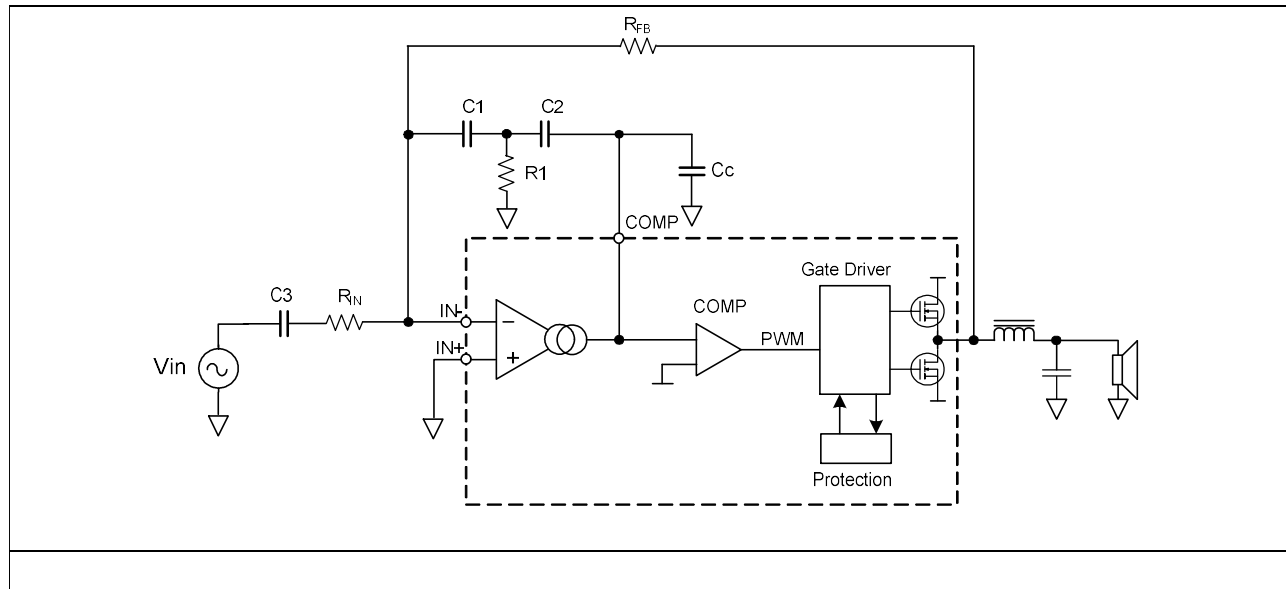 RFB
C1
C2
R1
Cc
COMP
Gate Driver
C3
RIN
IN-
COMP
PWM
Vin
IN+
Protection